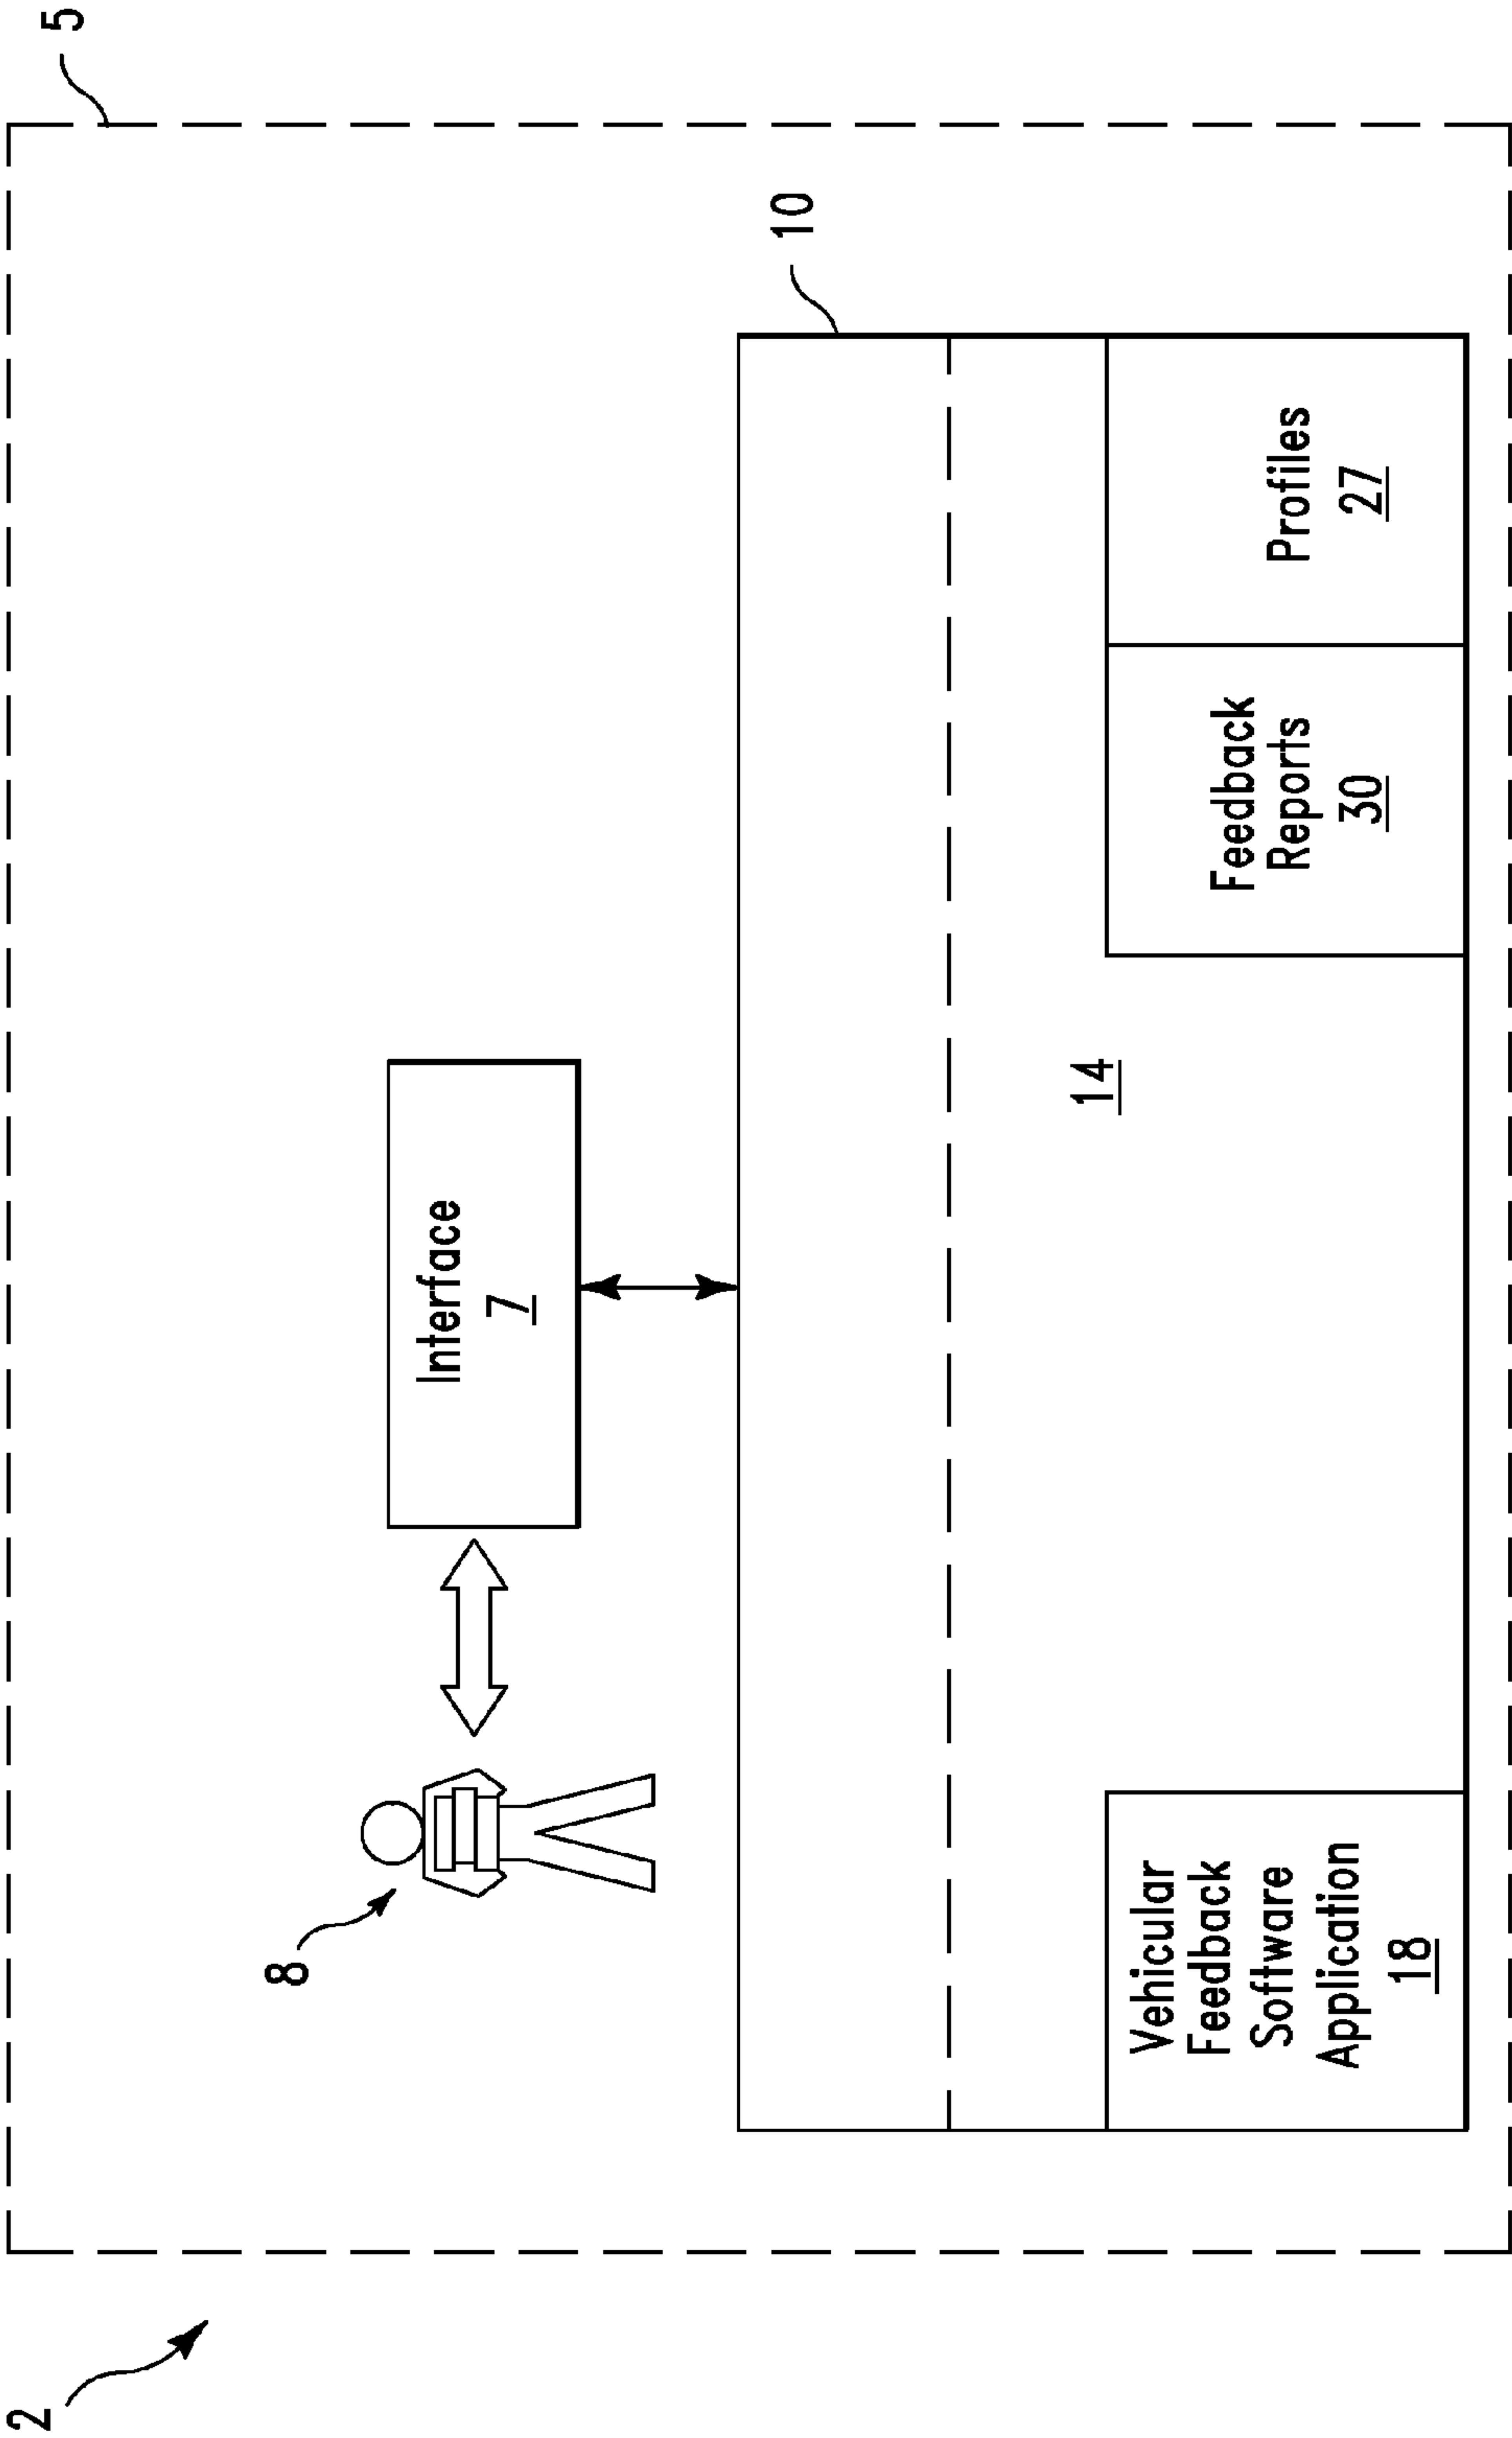 2
5
8
Interface
7
10
14
Vehicular
Feedback
Software
Application
18
Feedback
Reports
30
Profiles
27